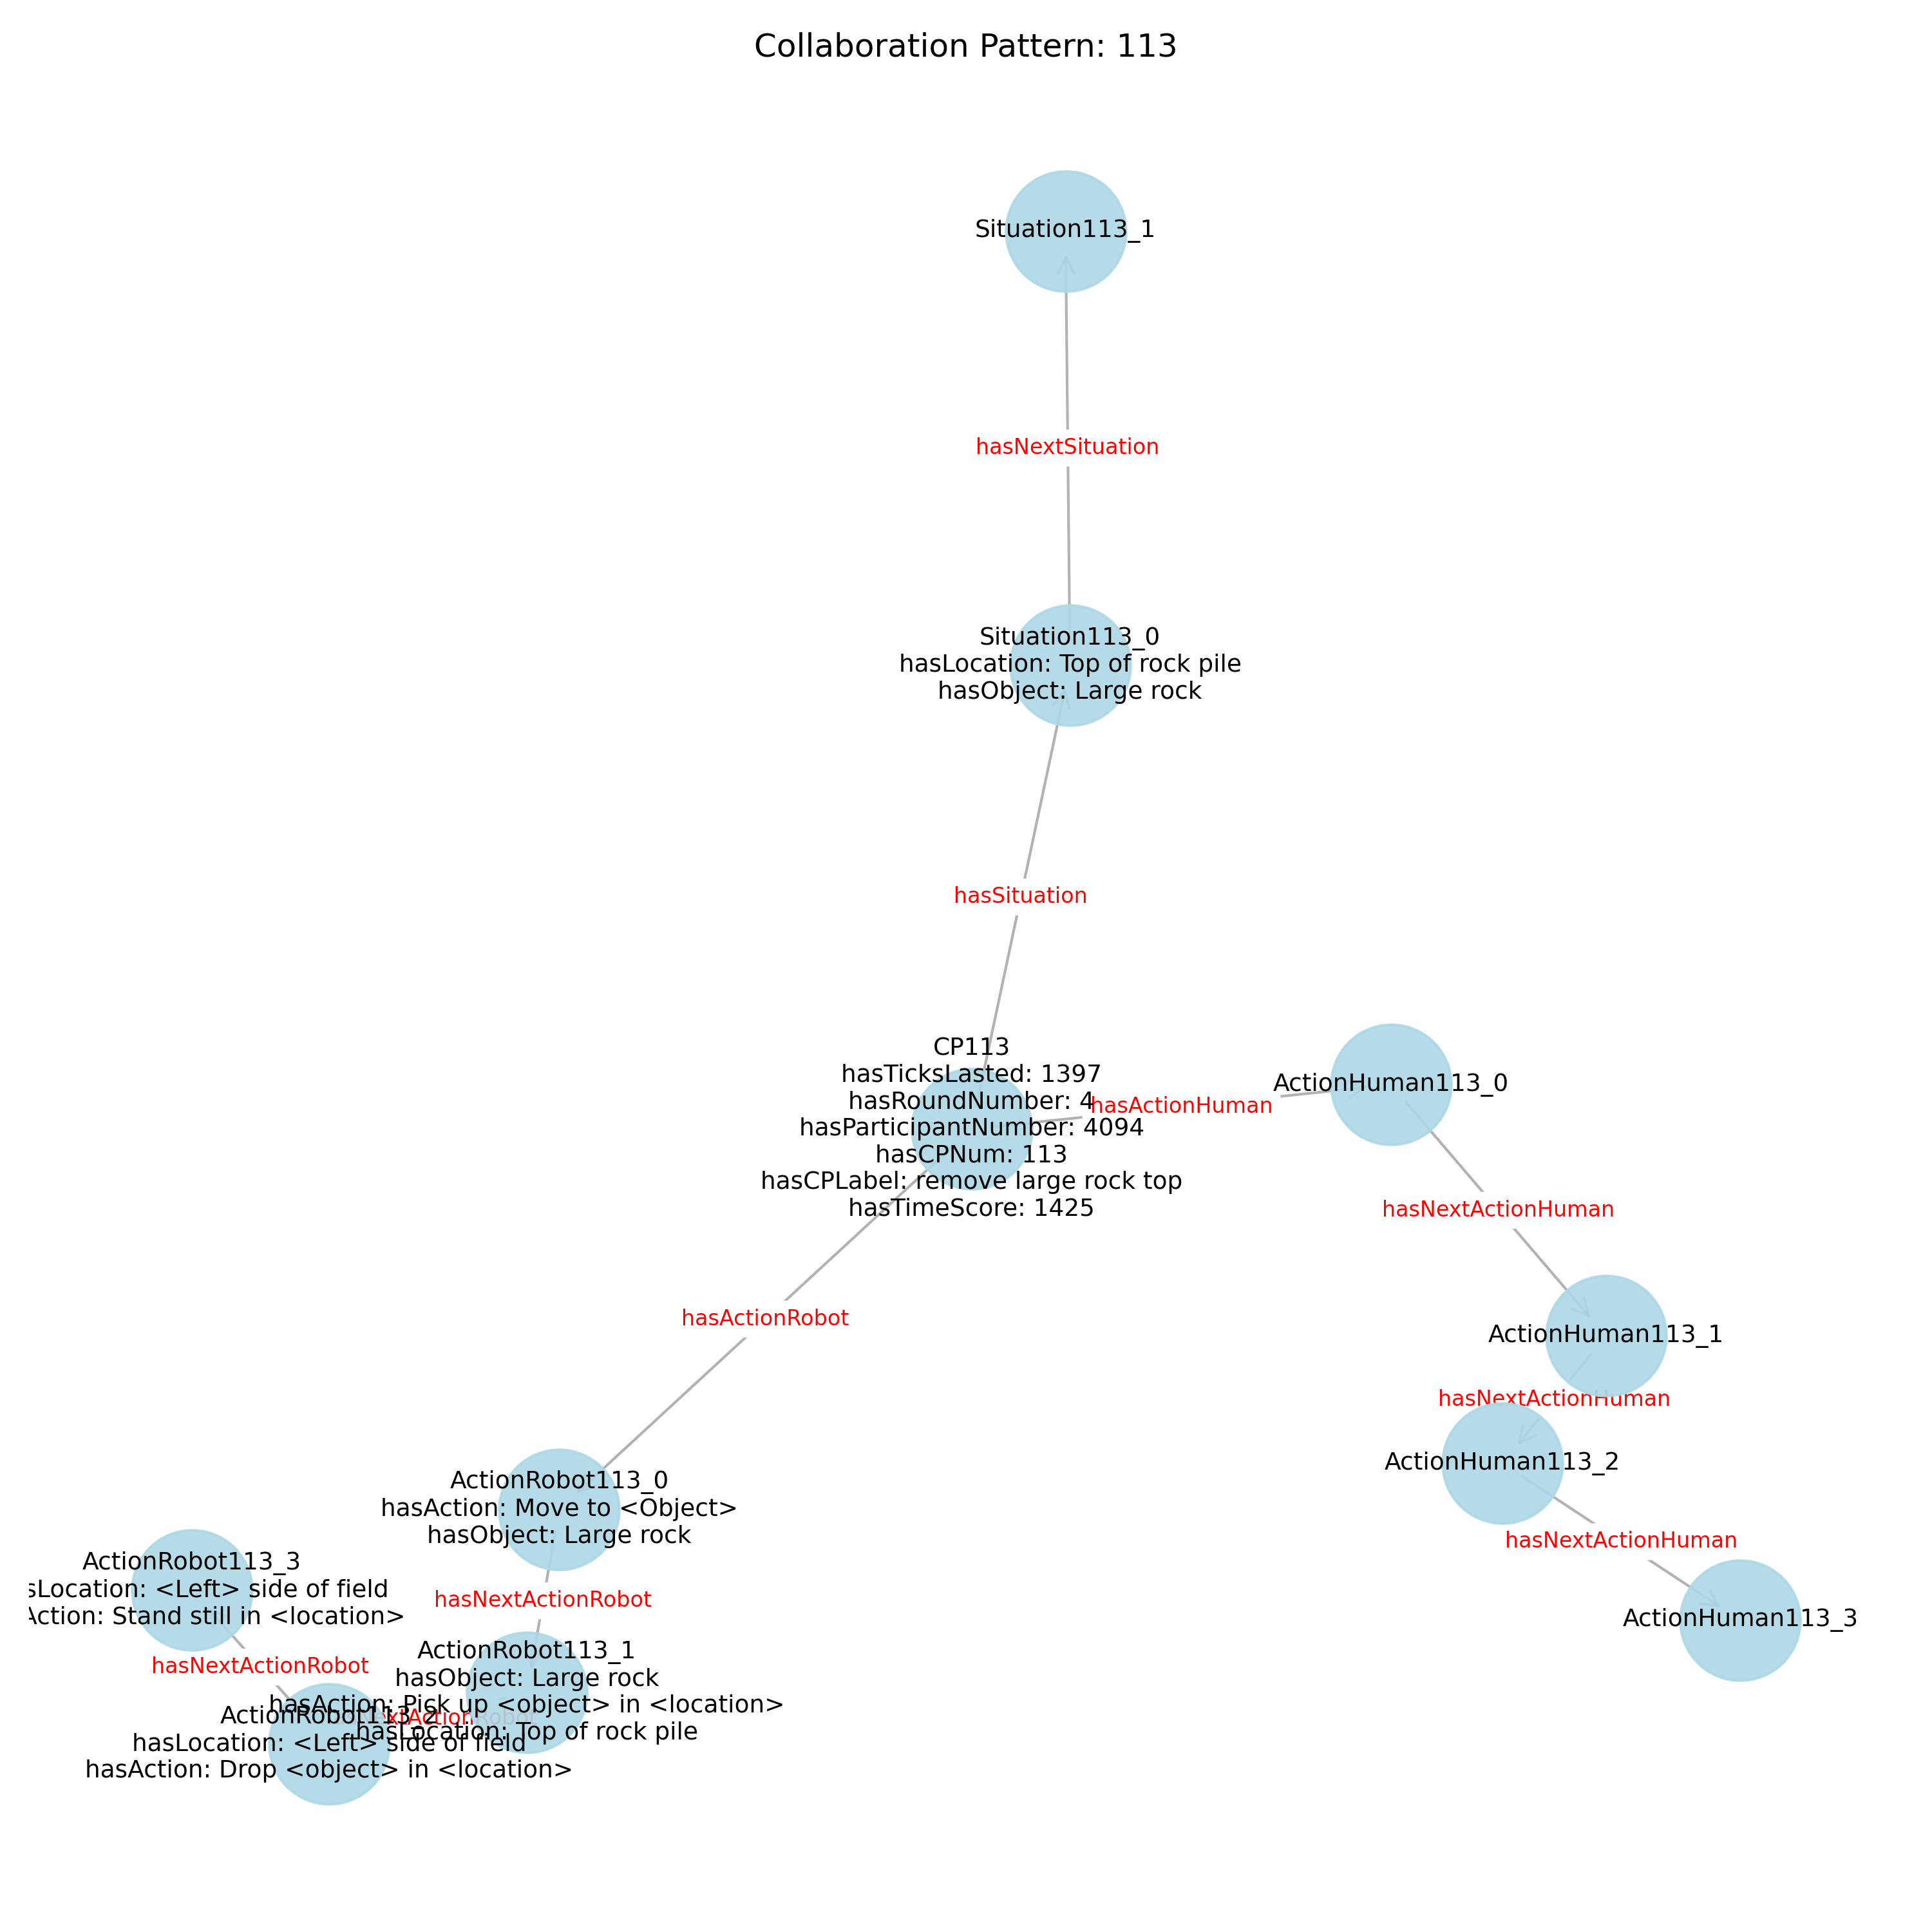 Collaboration Pattern: 113
Situation113_1
hasNextSituation
Situation113_0
hasLocation: Top of rock pile
hasObject: Large rock
hasSituation
CP113
hasTicksLasted: 1397
hasRoundNumber: 4
hasParticipantNumber: 4094
hasCPNum: 113
hasCPLabel: remove large rock top
hasTimeScore: 1425
hasActionHuman
ActionHuman113_0
hasNextActionHuman
ActionHuman113_1
hasNextActionHuman
ActionHuman113_2
hasNextActionHuman
ActionHuman113_3
hasActionRobot
ActionRobot113_0
hasAction: Move to <Object>
hasObject: Large rock
hasNextActionRobot
ActionRobot113_1
hasObject: Large rock
hasAction: Pick up <object> in <location>
hasLocation: Top of rock pile
ActionRobot113_3
sLocation: <Left> side of field
Action: Stand still in <location>
hasNextActionRobot
ActionRobot113_2
hasLocation: <Left> side of field
hasAction: Drop <object> in <location>